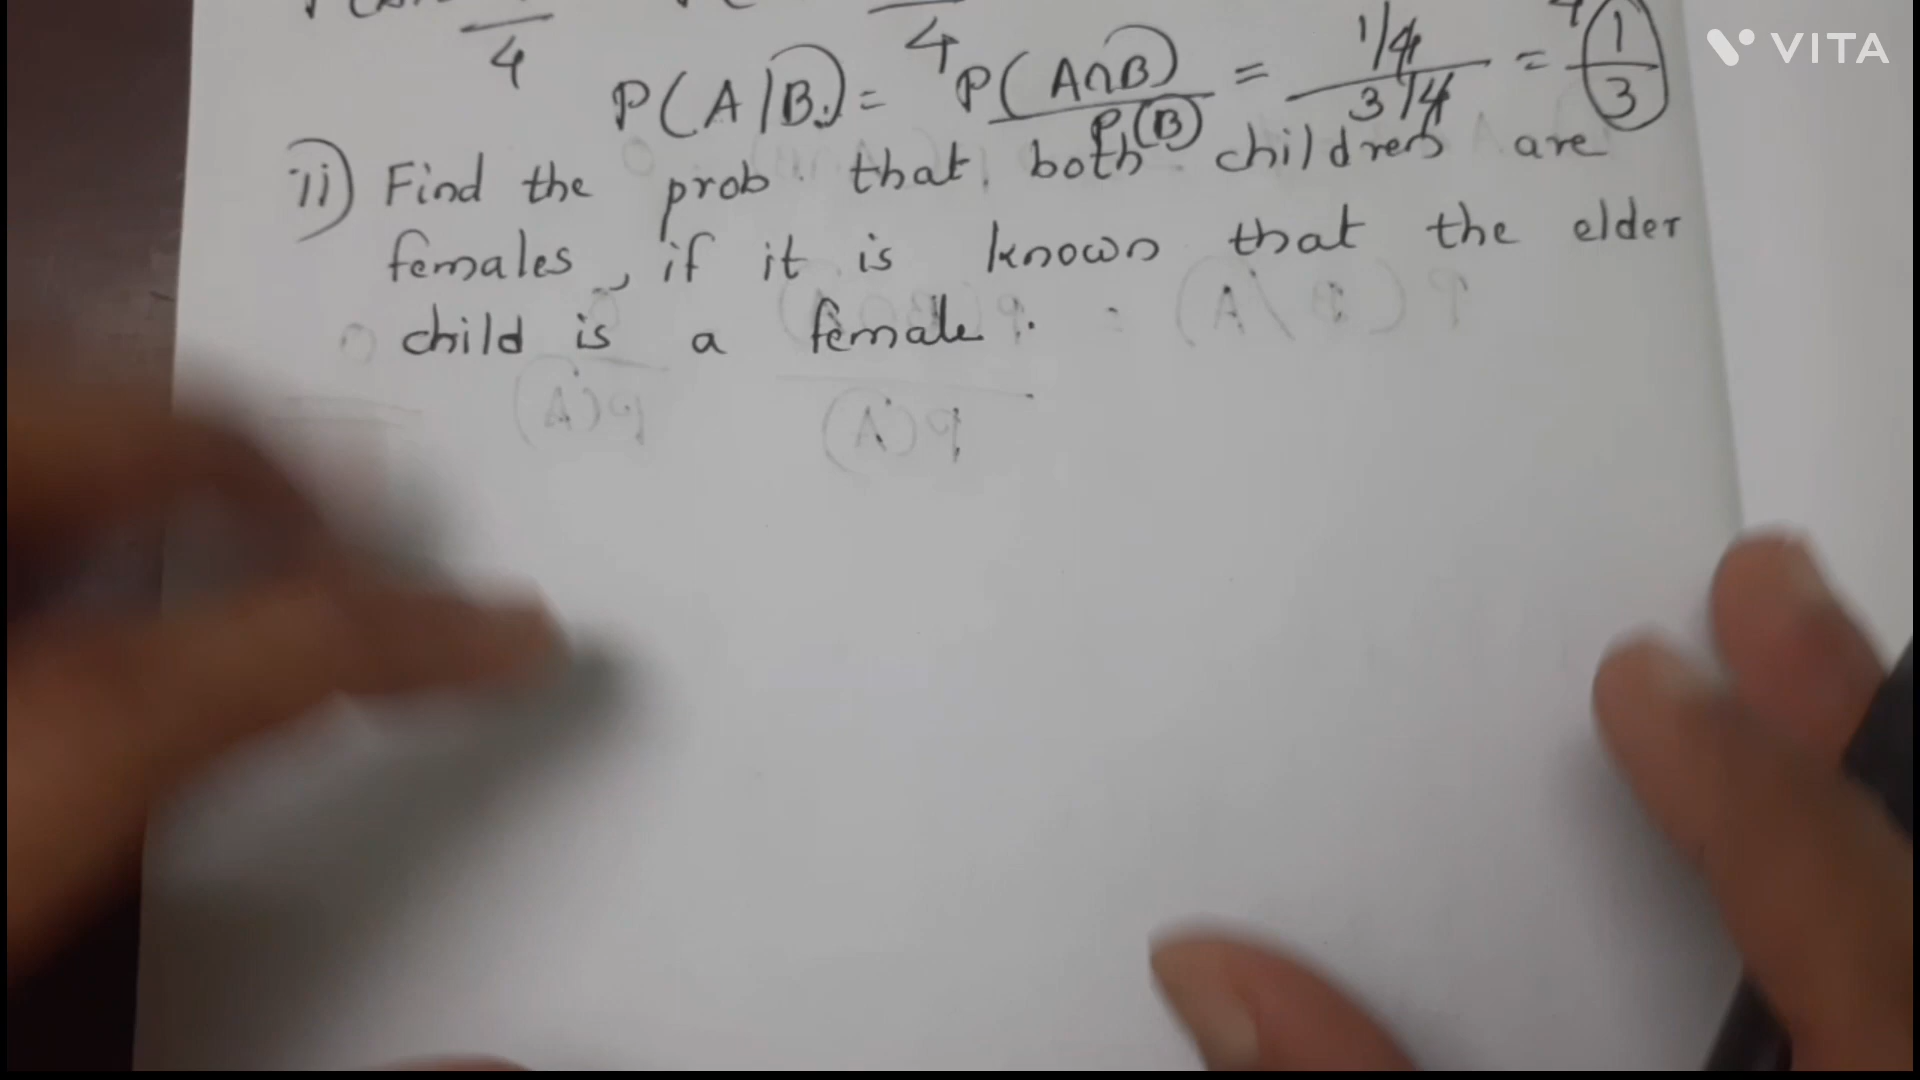 VITA
4
4
P(A/B) = P(A∩B)/P(B) = 1/4 / 3/4 = 1/3
ii) Find the prob. that both children are
females, if it is known that the elder
child is a female.